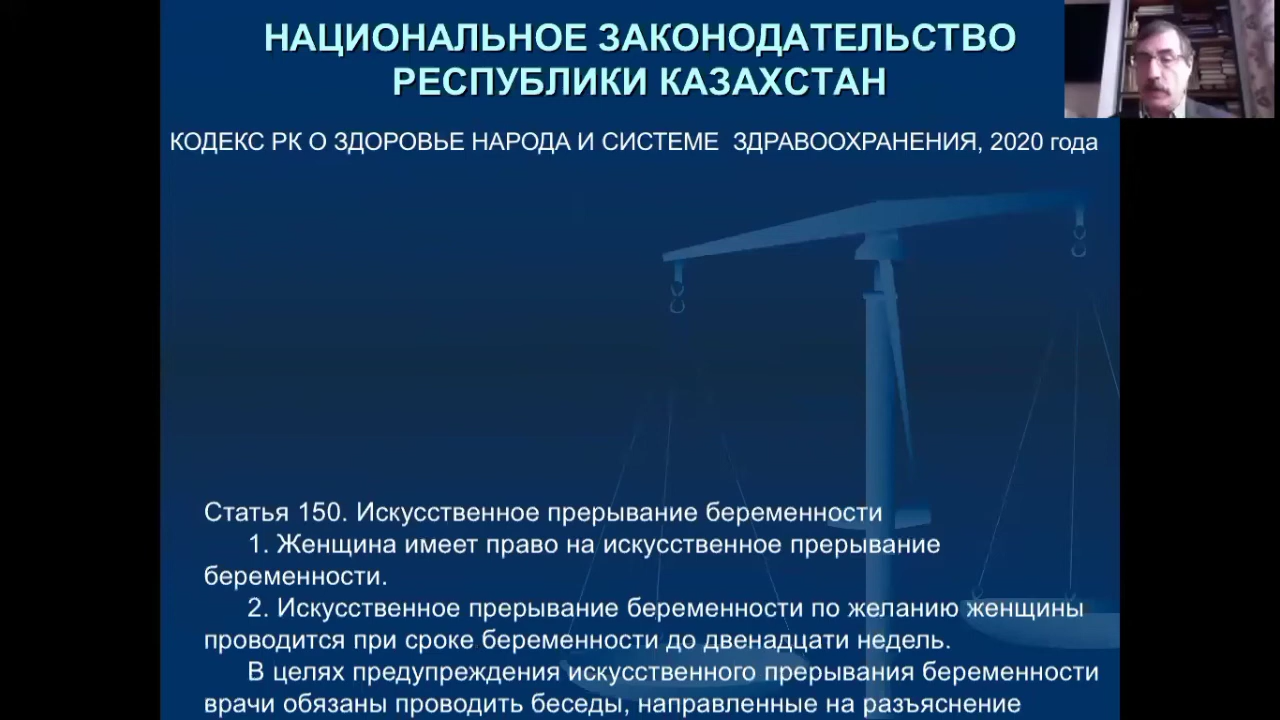 НАЦИОНАЛЬНОЕ ЗАКОНОДАТЕЛЬСТВО
РЕСПУБЛИКИ КАЗАХСТАН
КОДЕКС РК О ЗДОРОВЬЕ НАРОДА И СИСТЕМЕ ЗДРАВООХРАНЕНИЯ, 2020 года
Статья 150. Искусственное прерывание беременности
1. Женщина имеет право на искусственное прерывание
беременности.
2. Искусственное прерывание беременности по желанию женщины
проводится при сроке беременности до двенадцати недель.
В целях предупреждения искусственного прерывания беременности
врачи обязаны проводить беседы, направленные на разъяснение